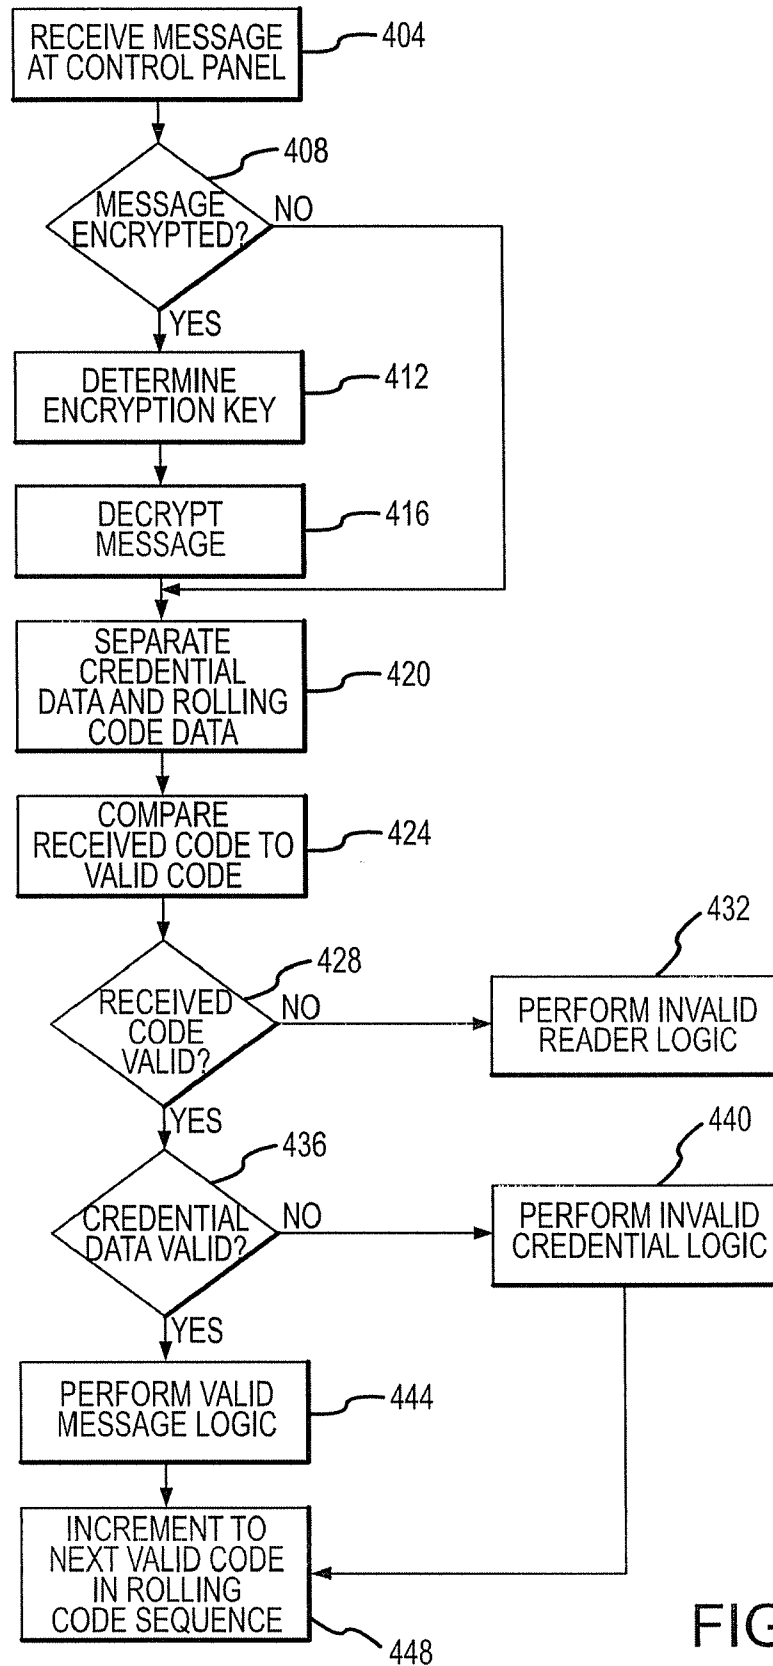 RECEIVE MESSAGE
AT CONTROL PANEL
404
408
MESSAGE
ENCRYPTED?
NO
YES
DETERMINE
ENCRYPTION KEY
412
DECRYPT
MESSAGE
416
SEPARATE
CREDENTIAL
DATA AND ROLLING
CODE DATA
420
COMPARE
RECEIVED CODE TO
VALID CODE
424
428
RECEIVED
CODE
VALID?
NO
432
PERFORM INVALID
READER LOGIC
YES
436
CREDENTIAL
DATA VALID?
NO
440
PERFORM INVALID
CREDENTIAL LOGIC
YES
PERFORM VALID
MESSAGE LOGIC
444
INCREMENT TO
NEXT VALID CODE
IN ROLLING
CODE SEQUENCE
448
FIG